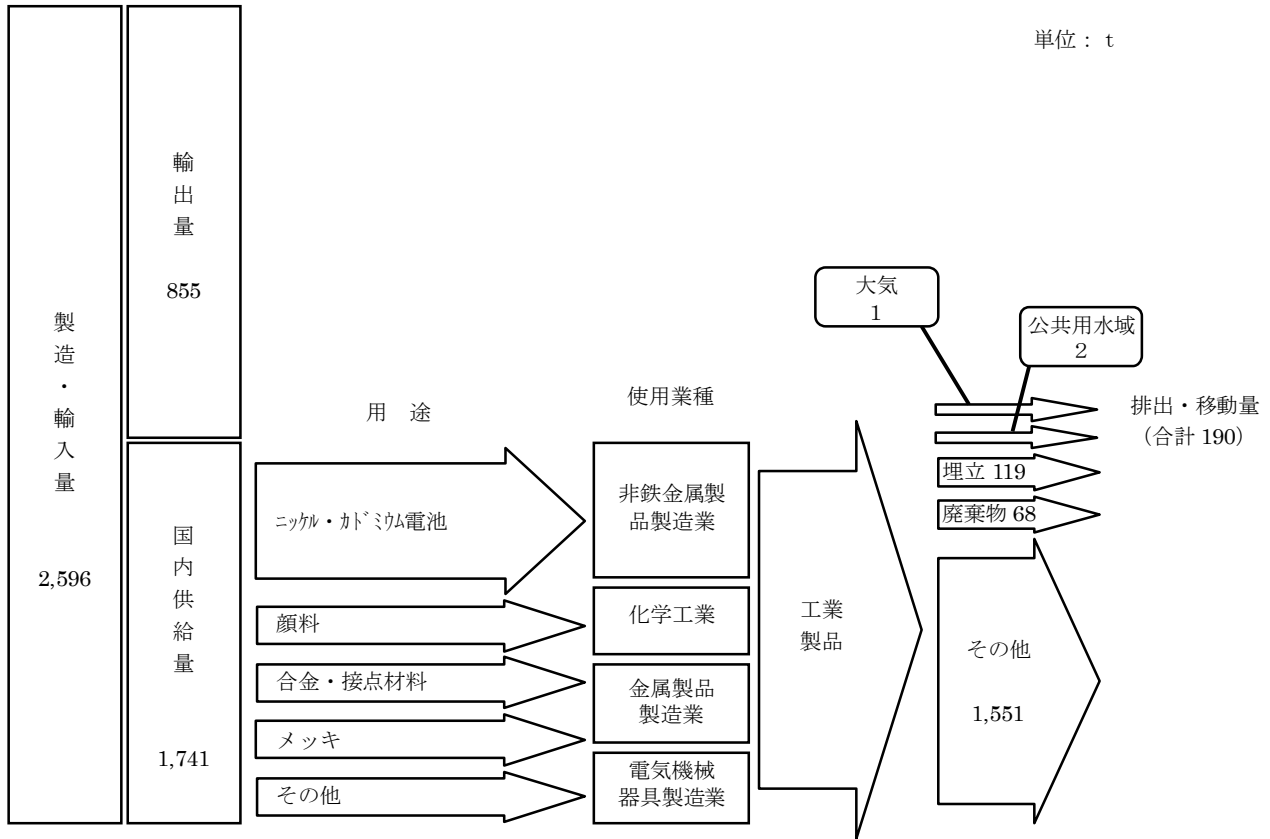 単位：t
製造・輸入量
2,596
輸出量
855
国内供給量
1,741
用　途
ﾆｯｹﾙ・ｶﾄﾞﾐｳﾑ電池
顔料
合金・接点材料
メッキ
その他
使用業種
非鉄金属製
品製造業
化学工業
金属製品
製造業
電気機械
器具製造業
工業
製品
大気
1
公共用水域
2
埋立 119
廃棄物 68
その他
1,551
排出・移動量
（合計 190）